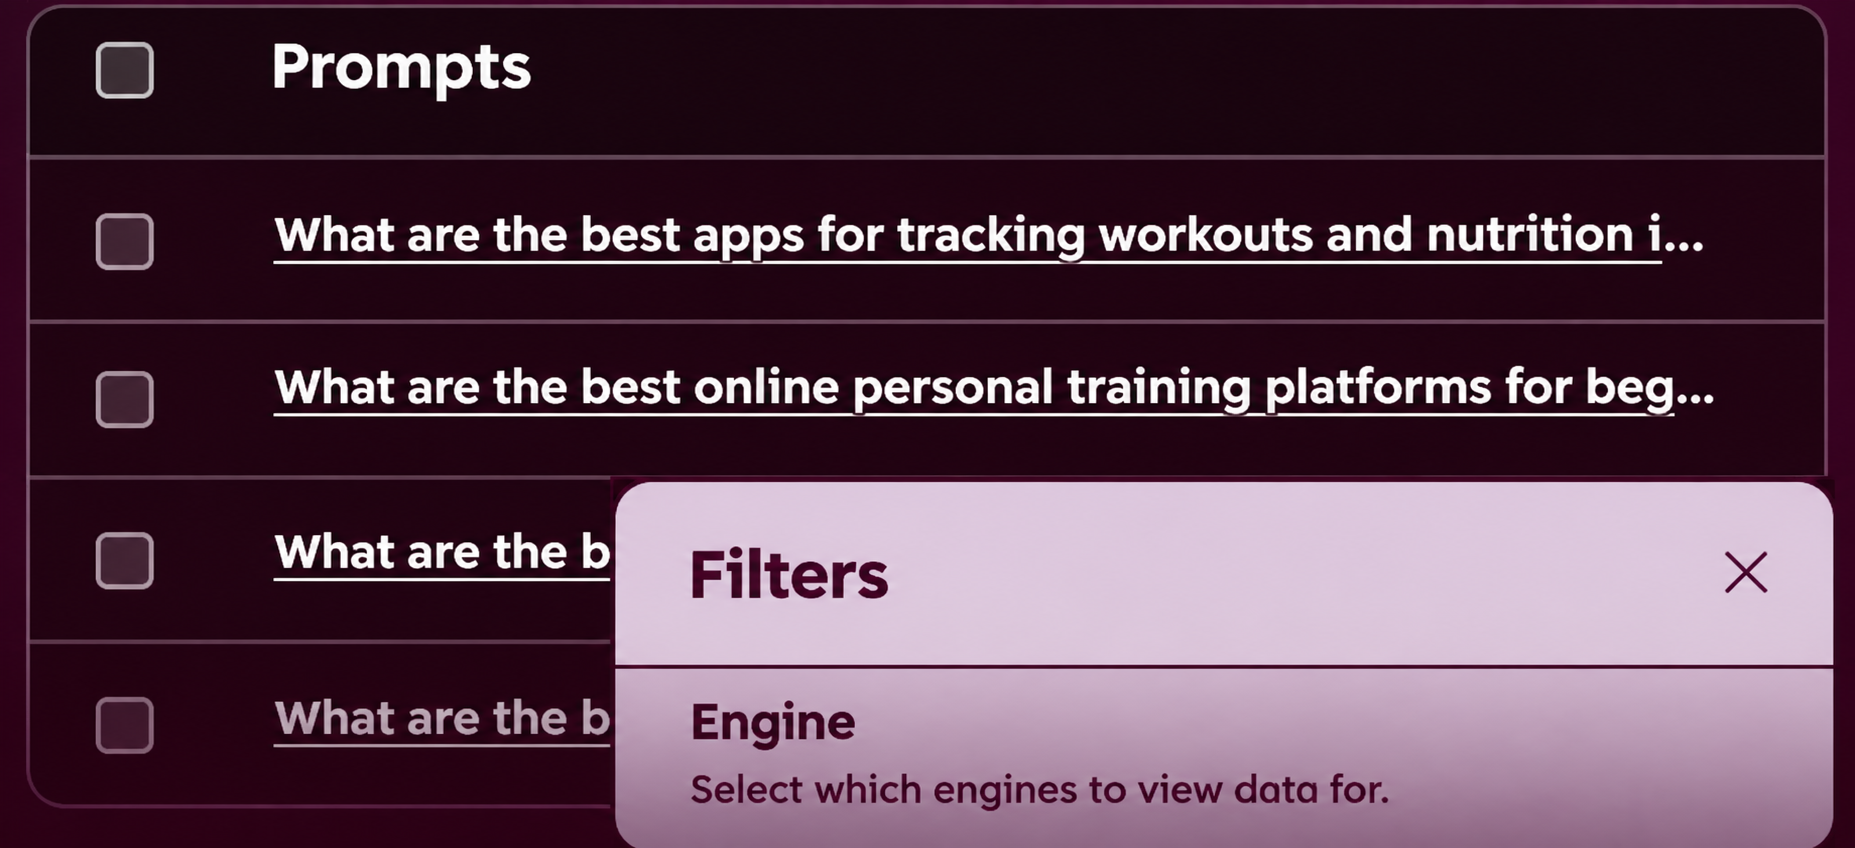 Prompts
What are the best apps for tracking workouts and nutrition i...
What are the best online personal training platforms for beg...
What are the b
What are the b
Filters
Engine
Select which engines to view data for.